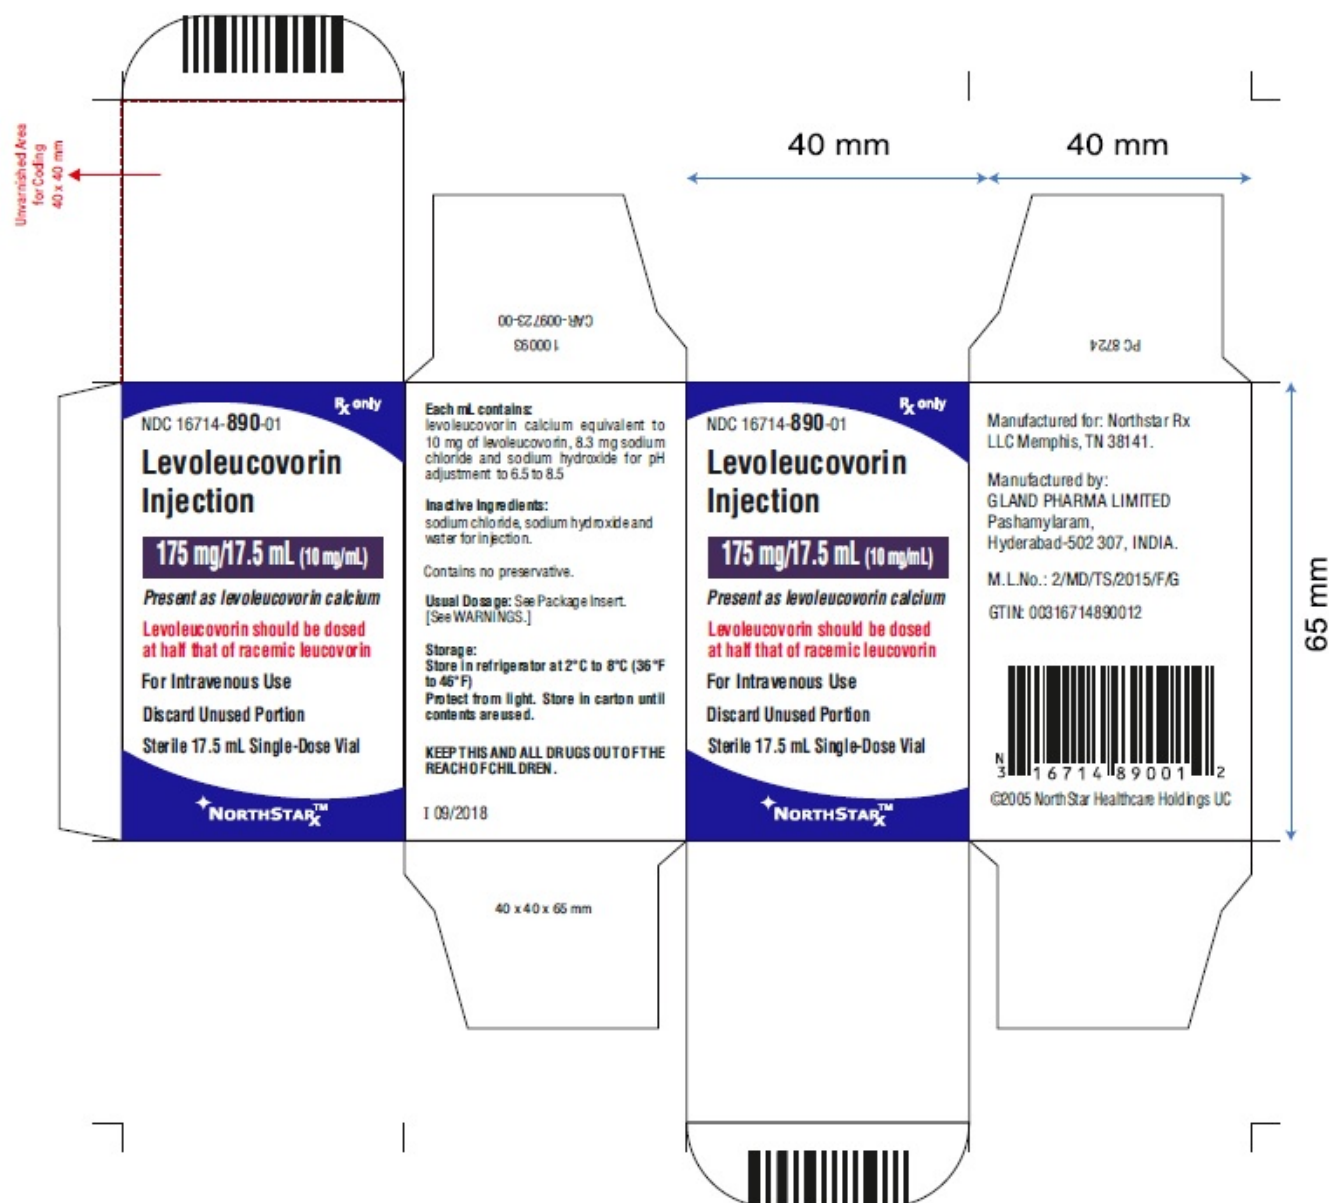 Unvarnished Area
for Coding
40 x 40 mm
40 mm
40 mm
100093
CAR-009723-00
PC 8724
Rx only
NDC 16714-890-01
Levoleucovorin
Injection
175 mg/17.5 mL (10 mg/mL)
Present as levoleucovorin calcium
Levoleucovorin should be dosed
at half that of racemic leucovorin
For Intravenous Use
Discard Unused Portion
Sterile 17.5 mL Single-Dose Vial
NORTHSTARX™
Each mL contains:
levoleucovorin calcium equivalent to
10 mg of levoleucovorin, 8.3 mg sodium
chloride and sodium hydroxide for pH
adjustment to 6.5 to 8.5
Inactive Ingredients:
sodium chloride, sodium hydroxide and
water for injection.
Contains no preservative.
Usual Dosage: See Package Insert.
[See WARNINGS.]
Storage:
Store in refrigerator at 2°C to 8°C (36°F
to 46°F)
Protect from light. Store in carton until
contents are used.
KEEP THIS AND ALL DRUGS OUT OF THE
REACH OF CHILDREN.
I 09/2018
Rx only
NDC 16714-890-01
Levoleucovorin
Injection
175 mg/17.5 mL (10 mg/mL)
Present as levoleucovorin calcium
Levoleucovorin should be dosed
at half that of racemic leucovorin
For Intravenous Use
Discard Unused Portion
Sterile 17.5 mL Single-Dose Vial
NORTHSTARX™
Manufactured for: Northstar Rx
LLC Memphis, TN 38141.
Manufactured by:
GLAND PHARMA LIMITED
Pashamylaram,
Hyderabad-502 307, INDIA.
M.L.No.: 2/MD/TS/2015/F/G
GTIN: 00316714890012
N
3 16714 89001 2
©2005 NorthStar Healthcare Holdings UC
65 mm
40 x 40 x 65 mm